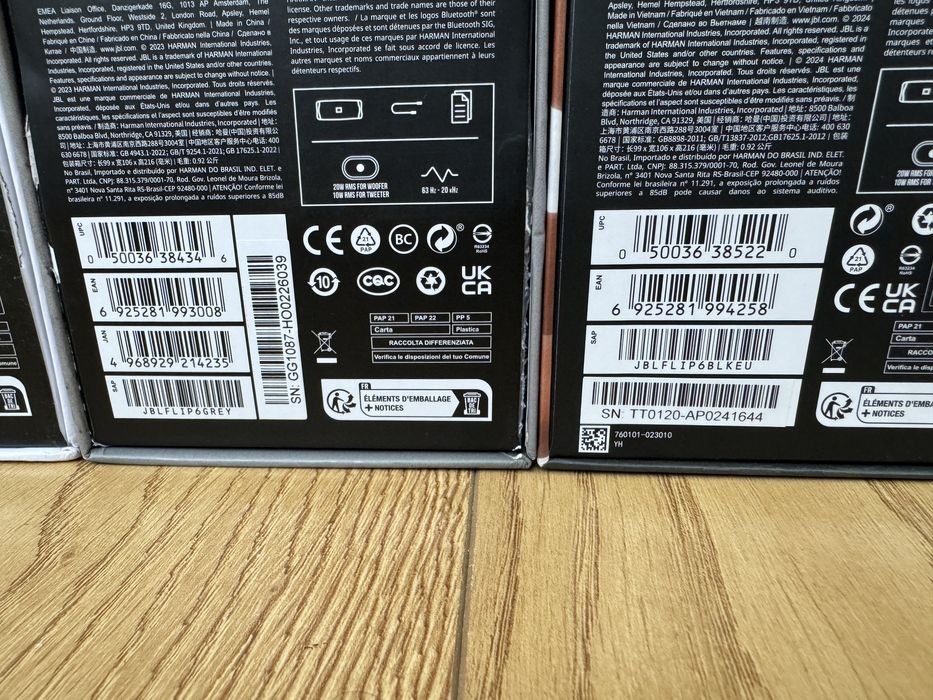 EMEA Liaison Office, Danzigerkade 16G, 1013 AP Amsterdam, The
Netherlands. Ground Floor, Westside 2, London Road, Apsley, Hemel
Hempstead, Hertfordshire, HP3 9TD, United Kingdom | Made in China /
Fabriqué en China / Fabricado en China / Fabbricato nella China / Сделано в
Китае | 中国制造 www.jbl.com. © 2023 HARMAN International Industries,
Incorporated. All rights reserved. JBL is a trademark of HARMAN International
Industries, Incorporated, registered in the United States and/or other countries.
Features, specifications and appearance are subject to change without notice. |
© 2023 HARMAN International Industries, Incorporated. Tous droits réservés.
JBL est une marque commerciale de HARMAN International Industries,
Incorporated, déposée aux États-Unis et/ou dans d'autres pays. Les
caractéristiques, les spécifications et l'aspect sont susceptibles d'être modifiés
sans préavis. / 制造商: Harman International Industries, Incorporated | 地址: 8500
Balboa Blvd, Northridge, CA 91329, 美国 | 经销商: 哈曼(中国)投资有限公
司 | 地址: 上海市黄浦区南京西路288号3004室 | 中国地区客户服务中心电话: 400
630 6678 | 国家标准: GB 4943.1-2022; GB/T 9254.1-2021; GB 17625.1-2022 |
包装箱尺寸: 长99 x 宽106 x 高216 (毫米) | 毛重: 0.92 公斤
No Brasil, Importado e distribuído por HARMAN DO BRASIL IND. ELET. e
PART. Ltda, CNPJ: 88.315.379/0001-70, Rod. Gov. Leonel de Moura Brizola,
n° 3401 Nova Santa Rita RS-Brasil-CEP 92480-000 | ATENÇÃO! Conforme lei
brasileira n° 11.291, a exposição prolongada a ruídos superiores a 85dB
license. Other trademarks and trade names are those of their
respective owners. / La marque et les logos Bluetooth® sont
des marques déposées et sont détenus par Bluetooth SIG,
Inc., et tout usage de ces marques par HARMAN International
Industries, Incorporated se fait sous accord de licence. Les
autres marques et noms commerciaux appartiennent à leurs
détenteurs respectifs.
20W RMS FOR WOOFER
10W RMS FOR TWEETER
63 Hz - 20 kHz
UPC
0 50036 38434 6
EAN
6 925281 993008
JAN
4 968929 214235
SAP
JBLFLIP6GREY
SN: GG1087-HO0226039
CE
21
PAP
BC
®
R63234
RoHS
10
CQC
UK
CA
PAP 21
PAP 22
PP 5
Carta
Plastica
RACCOLTA DIFFERENZIATA
Verifica le disposizioni del tuo Comune
FR
ÉLÉMENTS D'EMBALLAGE
+ NOTICES
BAC
DE
TRI
BAC
DE
TRI
Apsley, Hemel Hempstead, Hertfordshire, HP3 9TD, United Kingdom |
Made in Vietnam / Fabriqué en Vietnam / Fabricado en Vietnam / Fabbricato
nella Vietnam / Сделано во Вьетнаме | 越南制造 www.jbl.com. © 2024
HARMAN International Industries, Incorporated. All rights reserved. JBL is a
trademark of HARMAN International Industries, Incorporated, registered in
the United States and/or other countries. Features, specifications and
appearance are subject to change without notice. | © 2024 HARMAN
International Industries, Incorporated. Tous droits réservés. JBL est une
marque commerciale de HARMAN International Industries, Incorporated,
déposée aux États-Unis et/ou dans d'autres pays. Les caractéristiques, les
spécifications et l'aspect sont susceptibles d'être modifiés sans préavis. /
制造商: Harman International Industries, Incorporated | 地址: 8500 Balboa
Blvd, Northridge, CA 91329, 美国 | 经销商: 哈曼(中国)投资有限公司 | 地址:
上海市黄浦区南京西路288号3004室 | 中国地区客户服务中心电话: 400 630
6678 | 国家标准: GB8898-2011; GB/T13837-2012;GB17625.1-2012 | 包装
箱尺寸: 长99 x 宽106 x 高216 (毫米) | 毛重: 0.92 公斤
No Brasil, Importado e distribuído por HARMAN DO BRASIL IND. ELET.
e PART. Ltda, CNPJ: 88.315.379/0001-70, Rod. Gov. Leonel de Moura
Brizola, n° 3401 Nova Santa Rita RS-Brasil-CEP 92480-000 | ATENÇÃO!
Conforme lei brasileira n° 11.291, a exposição prolongada a ruídos
superiores a 85dB pode causar danos ao sistema auditivo.
UPC
0 50036 38522 0
EAN
6 925281 994258
SAP
JBLFLIP6BLKEU
SN: TT0120-AP0241644
760101-023010
YH
®
21
PAP
R63234
RoHS
CE
UK
CA
PAP 21
Carta
FR
ÉLÉMENTS D'EMBALLAGE
+ NOTICES